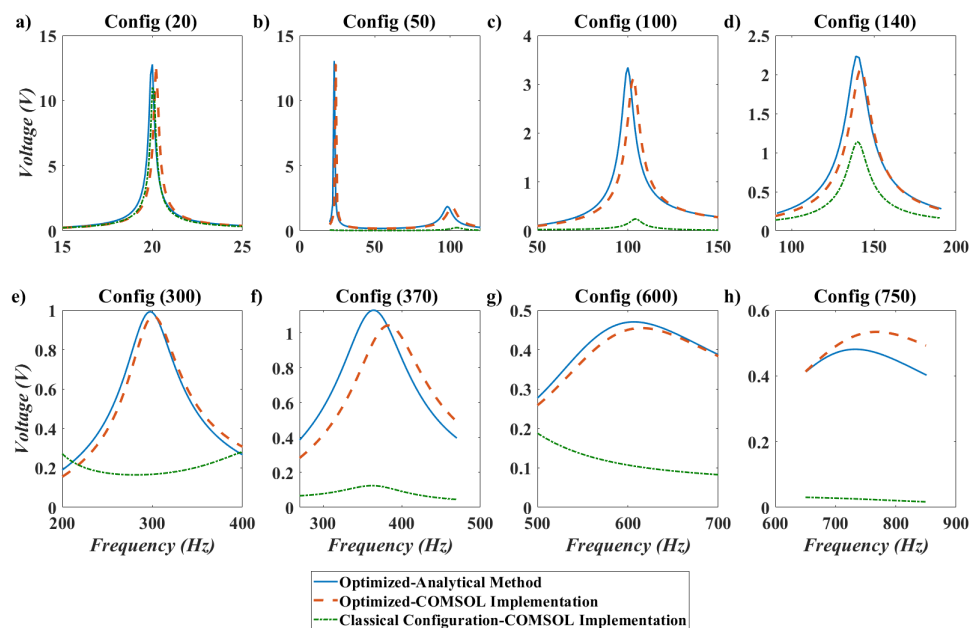 a) Config (20)
b) Config (50)
c) Config (100)
d) Config (140)
Voltage (V)
15
10
5
0
15 20 25
15
10
5
0
0 50 100
4
3
2
1
0
50 100 150
2.5
2
1.5
1
0.5
0
100 150 200
e) Config (300)
f) Config (370)
g) Config (600)
h) Config (750)
Voltage (V)
1
0.8
0.6
0.4
0.2
0
200 300 400
Frequency (Hz)
1
0.8
0.6
0.4
0.2
0
300 400 500
Frequency (Hz)
0.5
0.4
0.3
0.2
0.1
0
500 600 700
Frequency (Hz)
0.6
0.4
0.2
0
600 700 800 900
Frequency (Hz)
Optimized-Analytical Method
Optimized-COMSOL Implementation
Classical Configuration-COMSOL Implementation